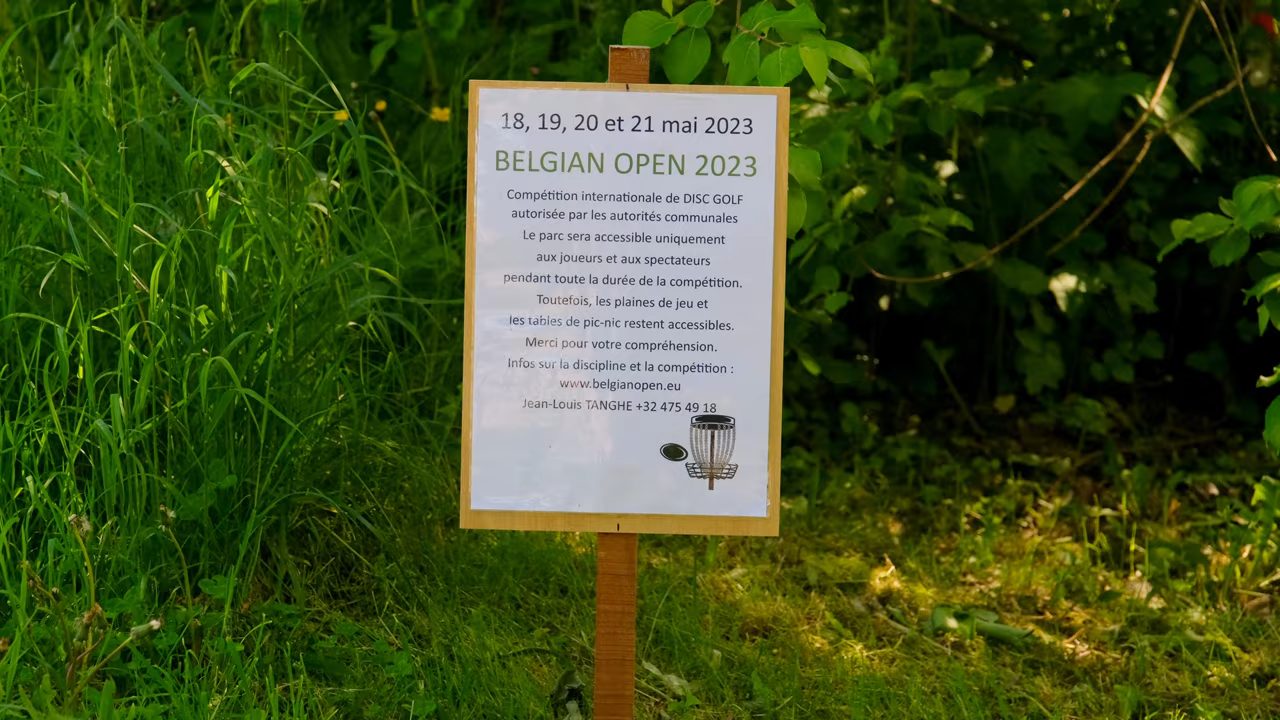 18, 19, 20 et 21 mai 2023
BELGIAN OPEN 2023
Compétition internationale de DISC GOLF
autorisée par les autorités communales
Le parc sera accessible uniquement
aux joueurs et aux spectateurs
pendant toute la durée de la compétition.
Toutefois, les plaines de jeu et
les tables de pic-nic restent accessibles.
Merci pour votre compréhension.
Infos sur la discipline et la compétition :
www.belgianopen.eu
Jean-Louis TANGHE +32 475 49 18